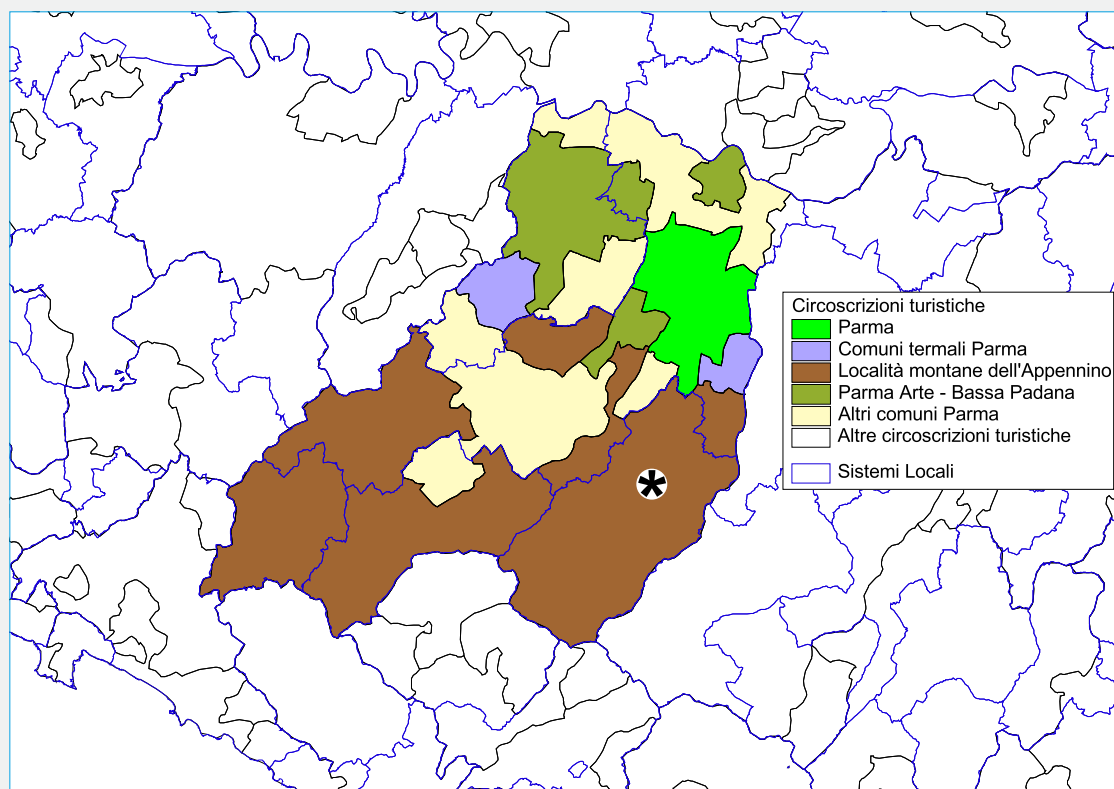 Circoscrizioni turistiche
Parma
Comuni termali Parma
Località montane dell'Appennino
Parma Arte - Bassa Padana
Altri comuni Parma
Altre circoscrizioni turistiche
Sistemi Locali
*